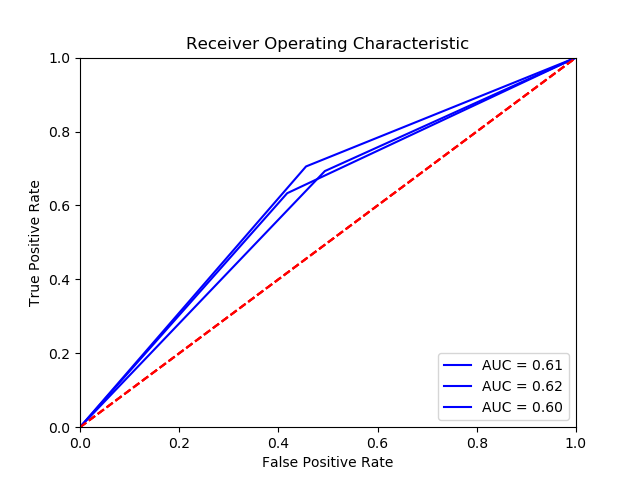 Receiver Operating Characteristic
True Positive Rate
1.0
0.8
0.6
0.4
0.2
0.0
AUC = 0.61
AUC = 0.62
AUC = 0.60
0.0 0.2 0.4 0.6 0.8 1.0
False Positive Rate